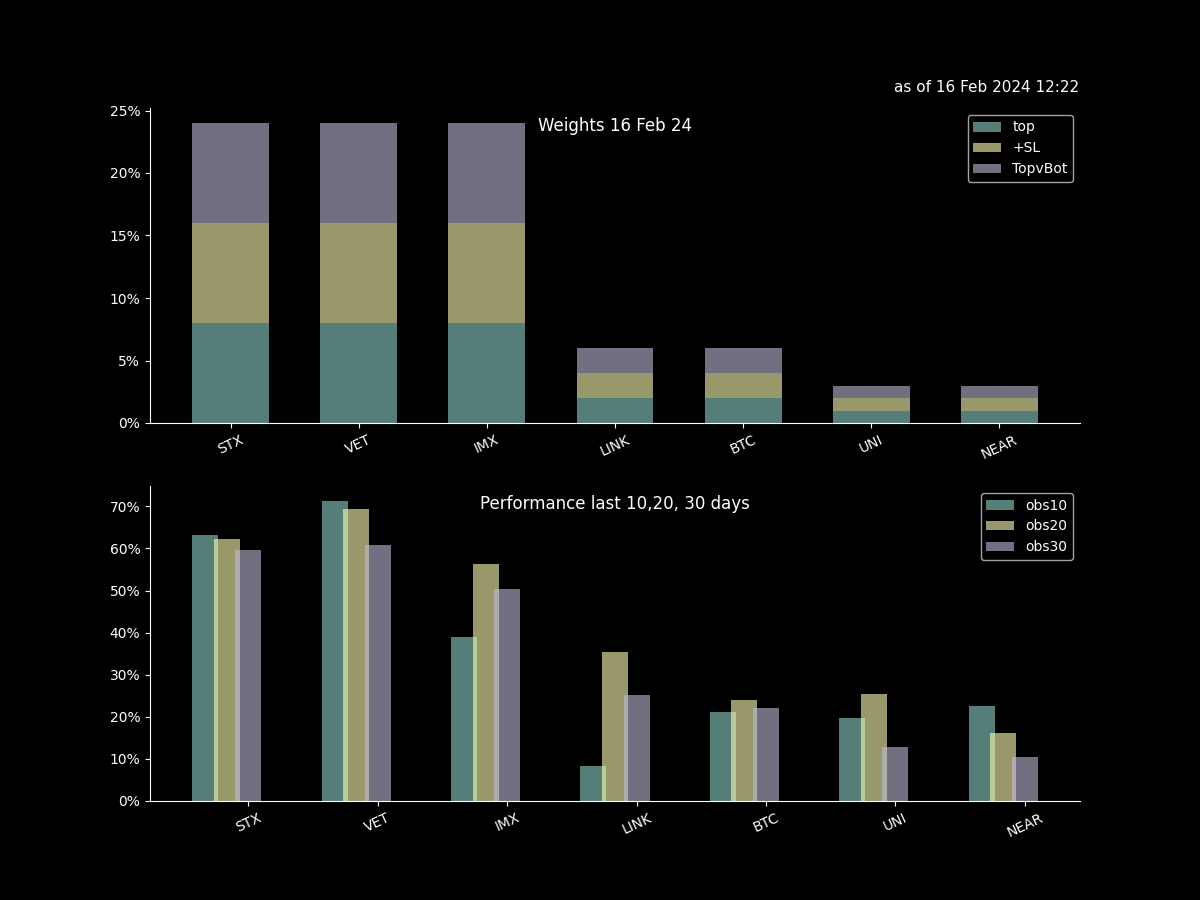 as of 16 Feb 2024 12:22
Weights 16 Feb 24
top
+SL
TopvBot
25%
20%
15%
10%
5%
0%
STX VET IMX LINK BTC UNI NEAR
Performance last 10,20, 30 days
obs10
obs20
obs30
70%
60%
50%
40%
30%
20%
10%
0%
STX VET IMX LINK BTC UNI NEAR